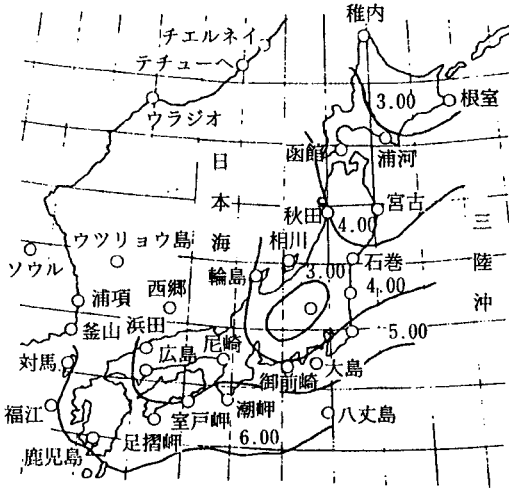 チエルネイ
稚内
テチューへ
3.00
根室
ウラジオ
函館
浦河
日本海
秋田
4.00
宮古
三陸沖
ウツリョウ島
相川
ソウル
輪島
3.00
石巻
浦項
西郷
4.00
釜山
浜田
尼崎
5.00
対馬
広島
御前崎
大島
福江
室戸岬
潮岬
八丈島
足摺岬
6.00
鹿児島